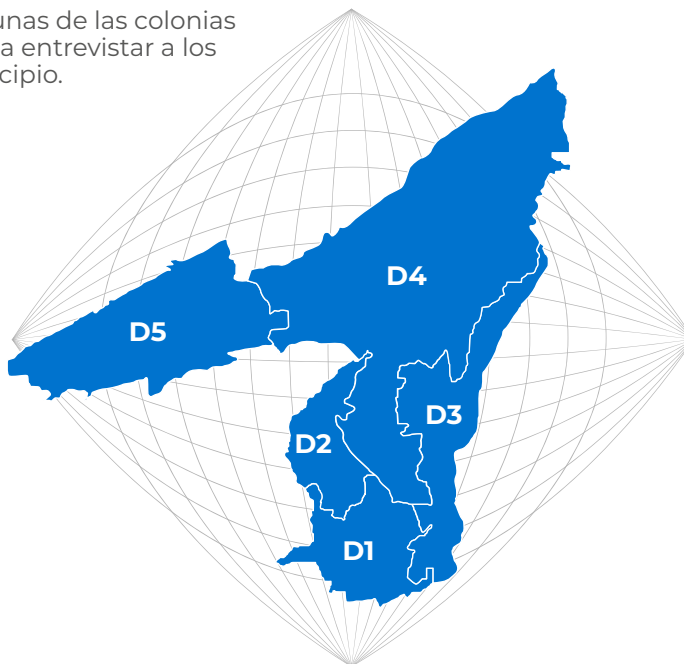 unas de las colonias
a entrevistar a los
cipio.
D4
D5
D3
D2
D1